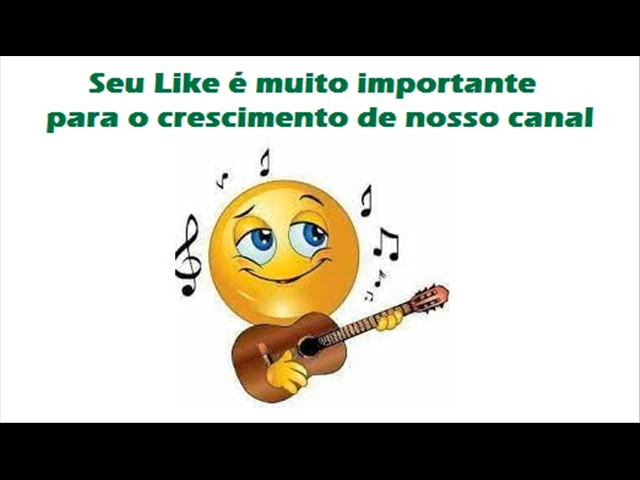 Seu Like é muito importante
para o crescimento de nosso canal